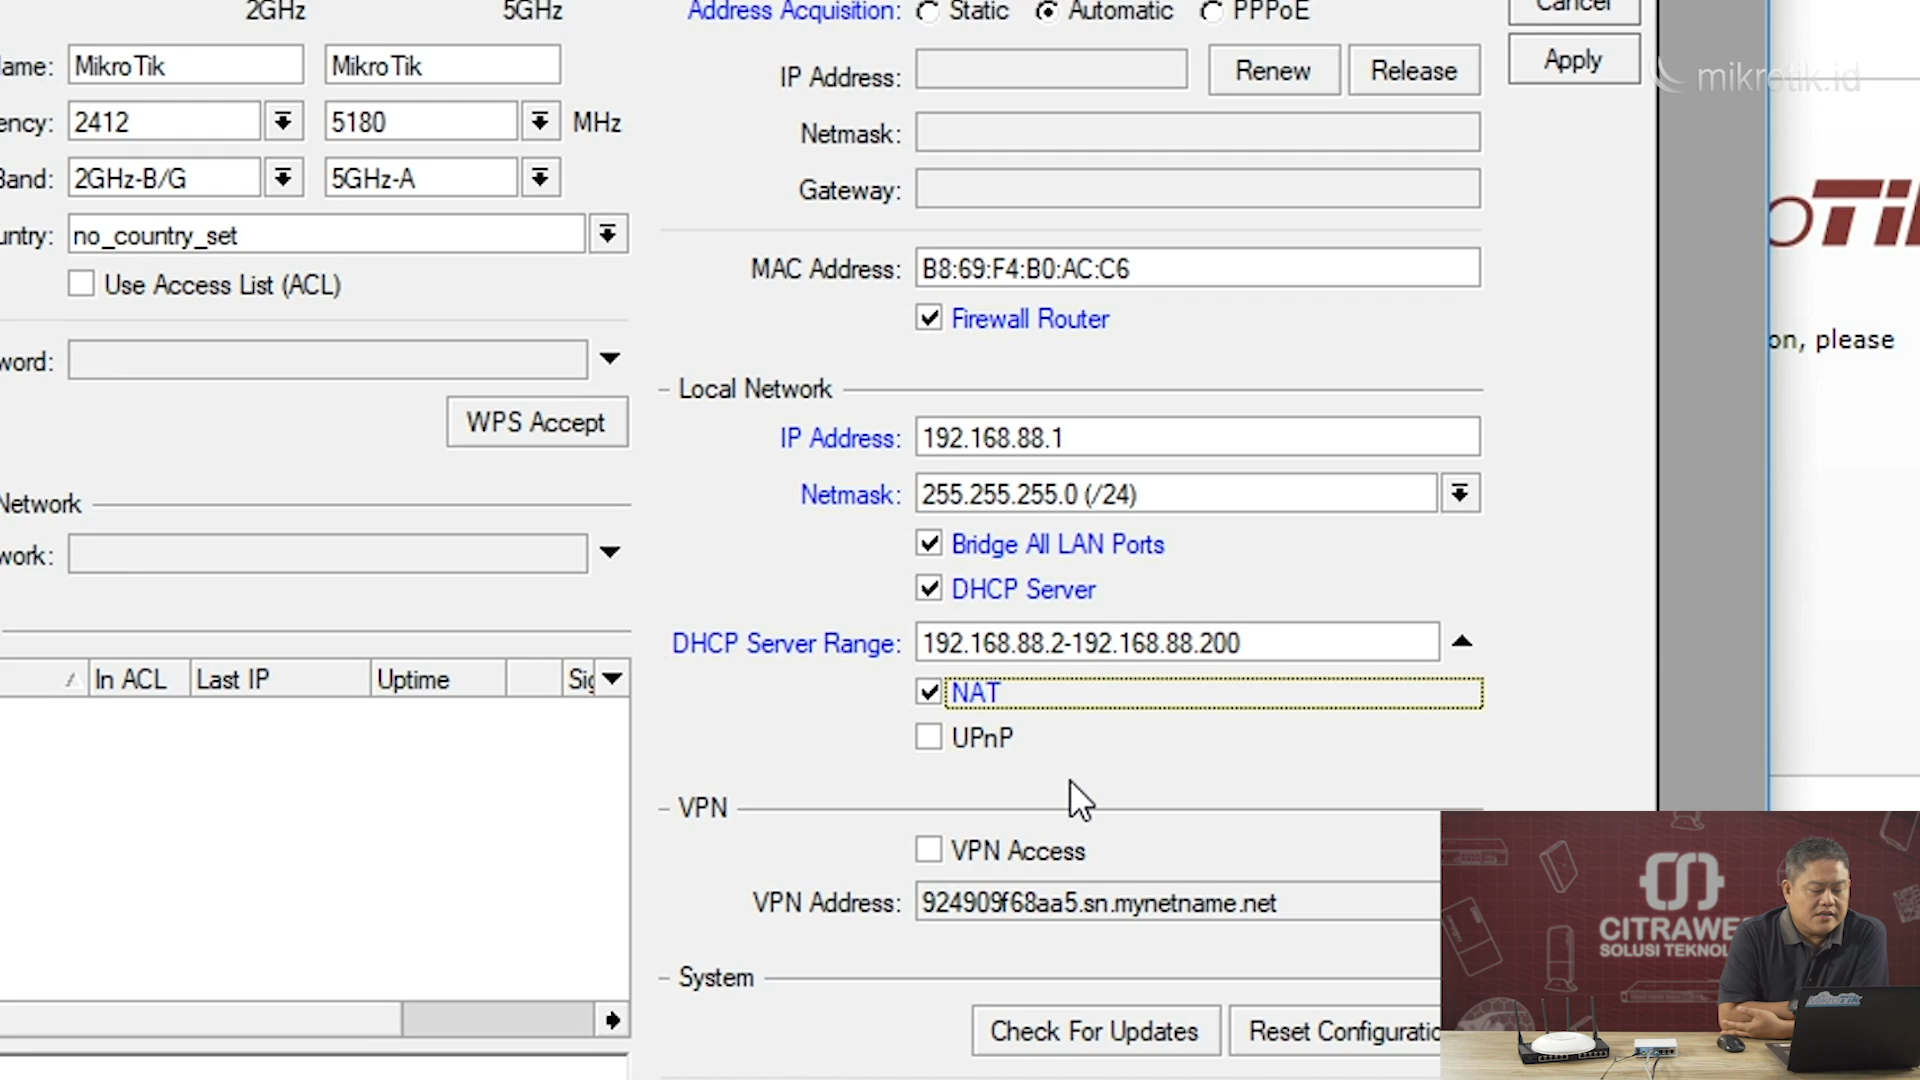 2GHz 5GHz
ame: MikroTik MikroTik
ency: 2412 5180 MHz
Band: 2GHz-B/G 5GHz-A
untry: no_country_set
Use Access List (ACL)
word:
WPS Accept
Network
work:
In ACL Last IP Uptime Sig
Address Acquisition: Static Automatic PPPoE
IP Address: Renew Release
Netmask:
Gateway:
MAC Address: B8:69:F4:B0:AC:C6
Firewall Router
Local Network
IP Address: 192.168.88.1
Netmask: 255.255.255.0 (/24)
Bridge All LAN Ports
DHCP Server
DHCP Server Range: 192.168.88.2-192.168.88.200
NAT
UPnP
VPN
VPN Access
VPN Address: 924909f68aa5.sn.mynetname.net
System
Check For Updates Reset Configuratio
Cancel
Apply
mikrotik.id
oTik
on, please
CITRAWE
SOLUSI TEKNOL